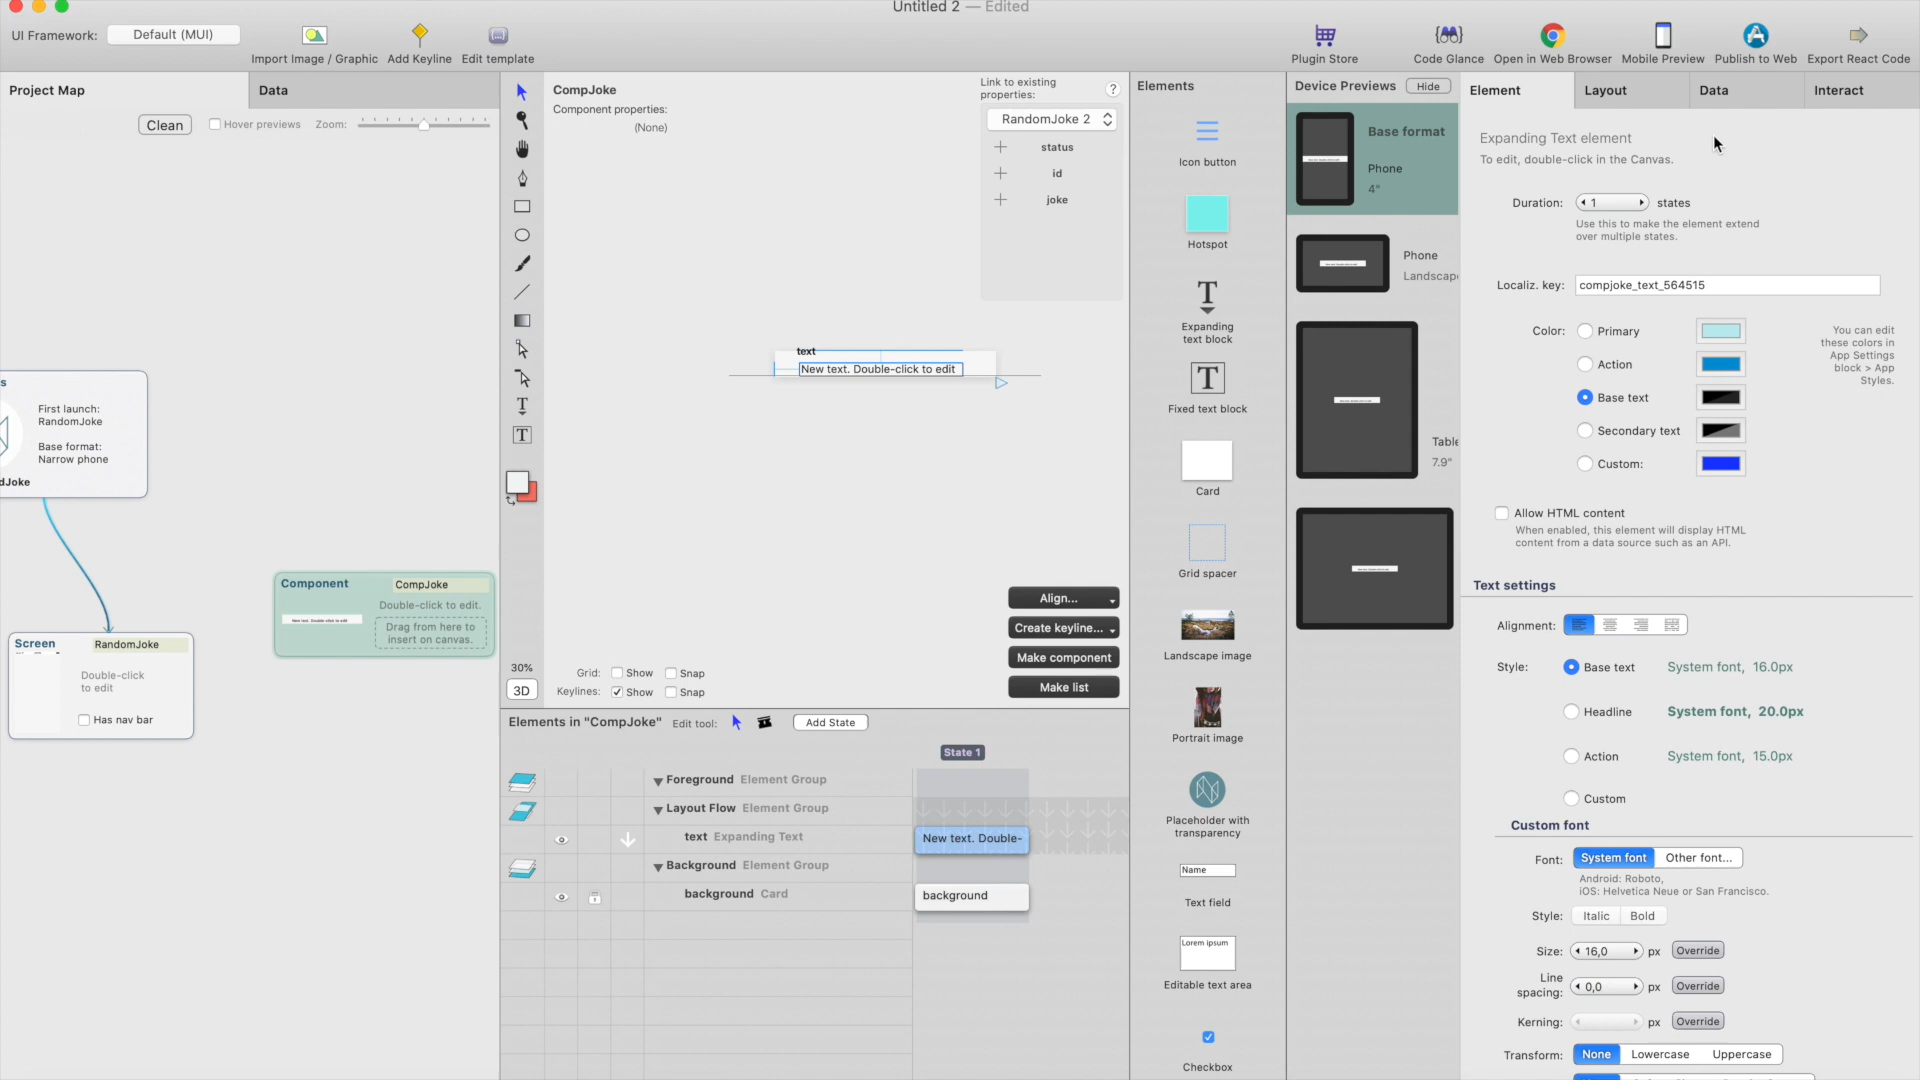 Untitled 2 — Edited
UI Framework:
Default (MUI)
Import Image / Graphic
Add Keyline
Edit template
Plugin Store
Code Glance
Open in Web Browser
Mobile Preview
Publish to Web
Export React Code
Project Map
Data
Clean
Hover previews
Zoom:
s
First launch:
RandomJoke
Base format:
Narrow phone
dJoke
Screen
RandomJoke
Double-click
to edit
Has nav bar
Component
CompJoke
Double-click to edit.
New text. Double-click to edit
Drag from here to
insert on canvas.
CompJoke
Component properties:
(None)
Link to existing
properties:
?
RandomJoke 2
status
id
joke
text
New text. Double-click to edit
Align...
Create keyline...
Make component
Make list
30%
3D
Grid:
Show
Snap
Keylines:
Show
Snap
Elements in "CompJoke"
Edit tool:
Add State
State 1
Foreground Element Group
Layout Flow Element Group
text Expanding Text
New text. Double-
Background Element Group
background Card
background
Elements
Icon button
Hotspot
Expanding
text block
Fixed text block
Card
Grid spacer
Landscape image
Portrait image
Placeholder with
transparency
Name
Text field
Lorem ipsum
Editable text area
Checkbox
Device Previews
Hide
Base format
Phone
4"
Phone
Landscap
Table
7.9"
Element
Layout
Data
Interact
Expanding Text element
To edit, double-click in the Canvas.
Duration:
1
states
Use this to make the element extend
over multiple states.
Localiz. key:
compjoke_text_564515
Color:
Primary
Action
Base text
Secondary text
Custom:
You can edit
these colors in
App Settings
block > App
Styles.
Allow HTML content
When enabled, this element will display HTML
content from a data source such as an API.
Text settings
Alignment:
Style:
Base text
System font, 16.0px
Headline
System font, 20.0px
Action
System font, 15.0px
Custom
Custom font
Font:
System font
Other font...
Android: Roboto,
iOS: Helvetica Neue or San Francisco.
Style:
Italic
Bold
Size:
16,0
px
Override
Line
spacing:
0,0
px
Override
Kerning:
px
Override
Transform:
None
Lowercase
Uppercase